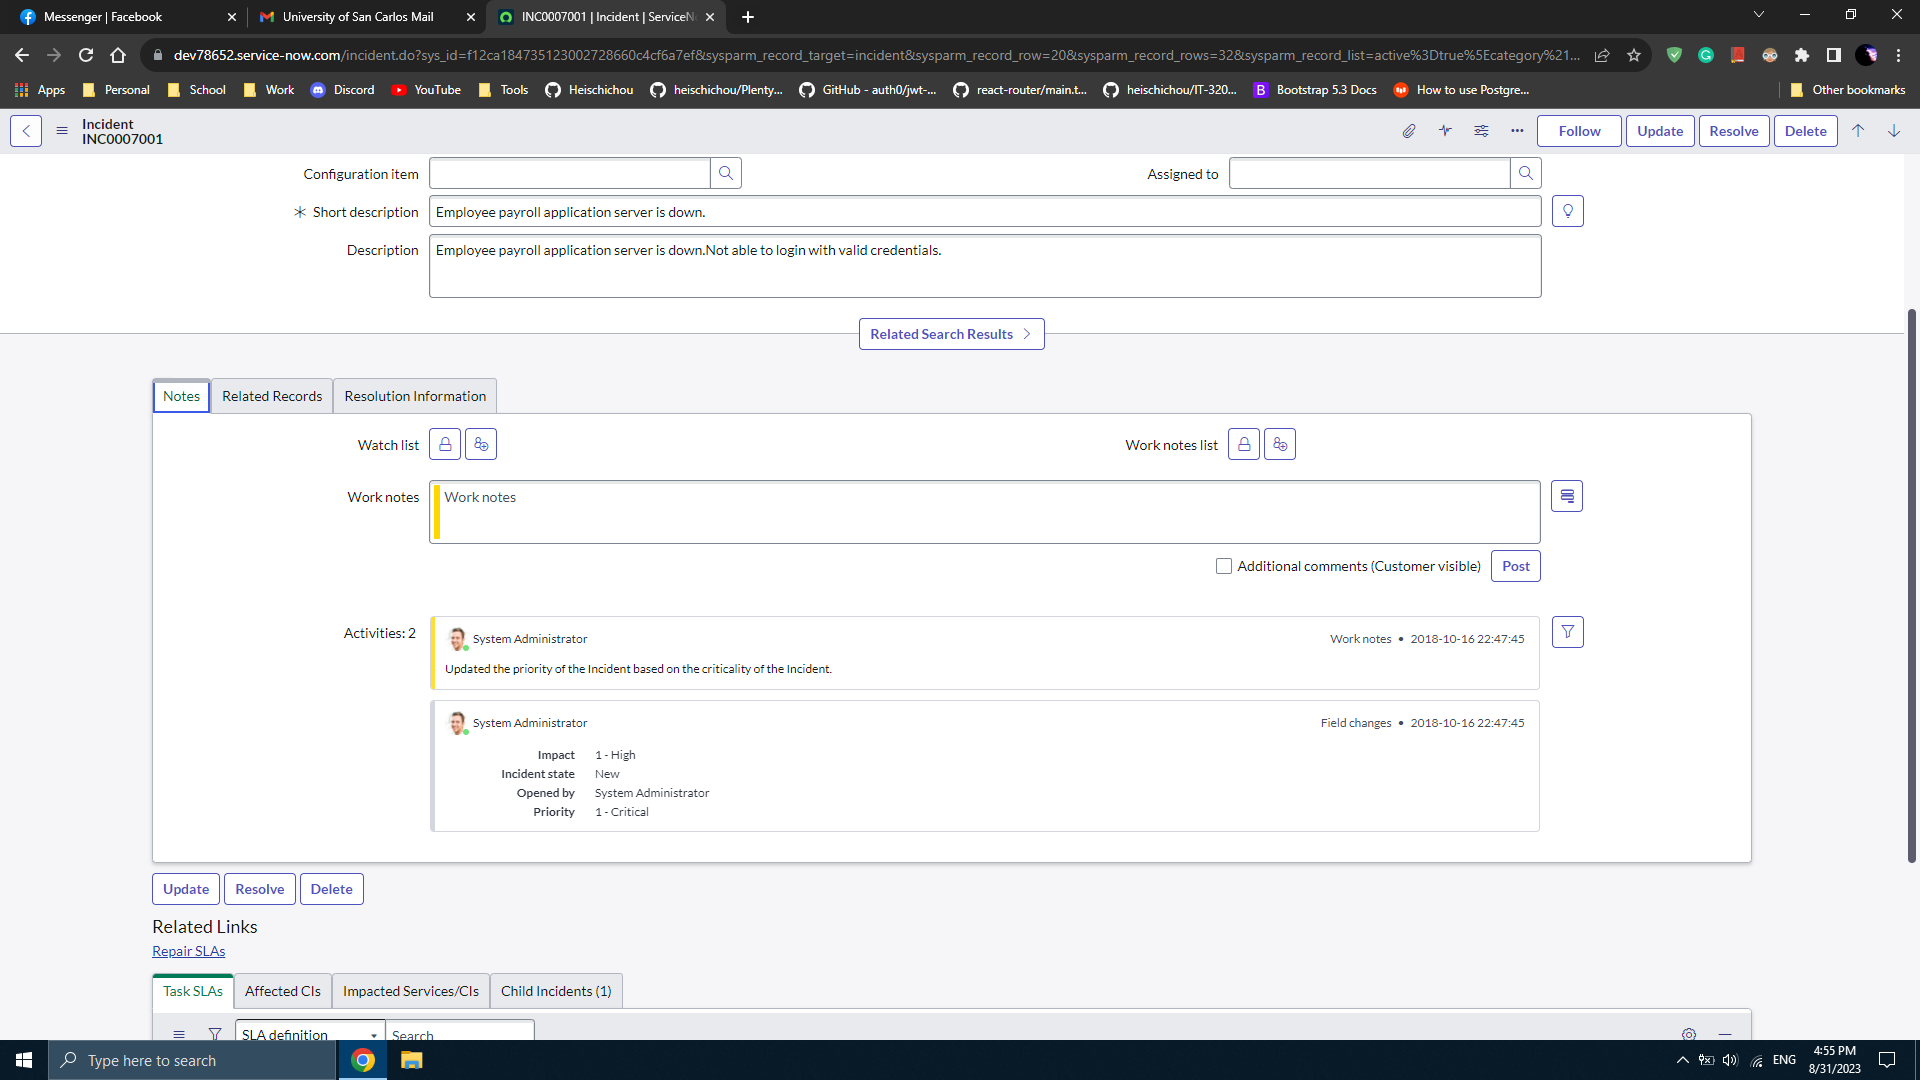 Messenger | Facebook
University of San Carlos Mail
INC0007001 | Incident | ServiceN
dev78652.service-now.com/incident.do?sys_id=f12ca184735123002728660c4cf6a7ef&sysparm_record_target=incident&sysparm_record_row=20&sysparm_record_rows=32&sysparm_record_list=active%3Dtrue%5Ecategory%21...
Apps
Personal
School
Work
Discord
YouTube
Tools
Heischichou
heischichou/Plenty...
GitHub - auth0/jwt-...
react-router/main.t...
heischichou/IT-320...
B
Bootstrap 5.3 Docs
How to use Postgre...
Other bookmarks
Incident
INC0007001
Follow
Update
Resolve
Delete
Configuration item
Assigned to
Short description
Employee payroll application server is down.
Description
Employee payroll application server is down.Not able to login with valid credentials.
Related Search Results
Notes
Related Records
Resolution Information
Watch list
Work notes list
Work notes
Work notes
Additional comments (Customer visible)
Post
Activities: 2
System Administrator
Work notes • 2018-10-16 22:47:45
Updated the priority of the Incident based on the criticality of the Incident.
System Administrator
Field changes • 2018-10-16 22:47:45
Impact 1 - High
Incident state New
Opened by System Administrator
Priority 1 - Critical
Update
Resolve
Delete
Related Links
Repair SLAs
Task SLAs
Affected CIs
Impacted Services/CIs
Child Incidents (1)
SLA definition
Search
Type here to search
ENG
4:55 PM
8/31/2023